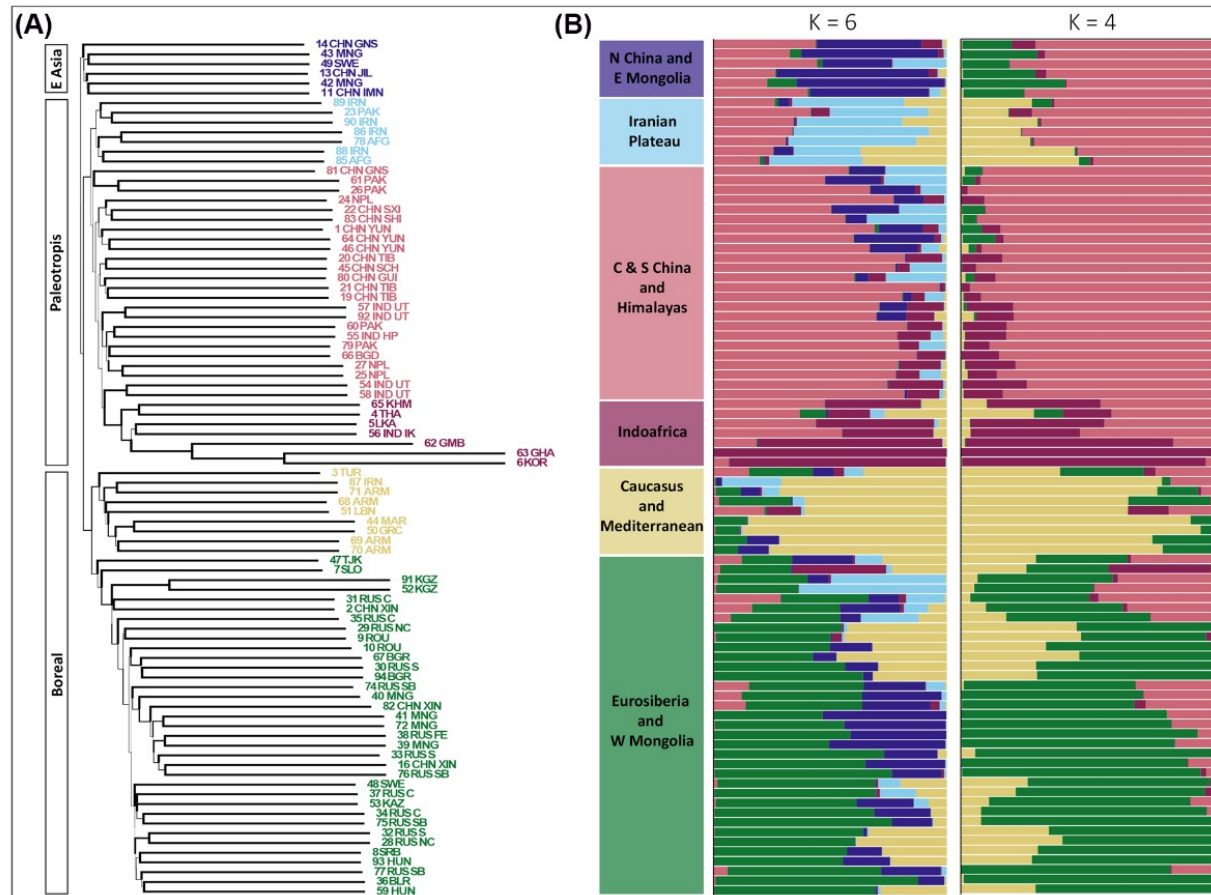 (A)
E Asia
Paleotropis
Boreal
14 CHN GNS
43 MNG
49 SWE
13 CHN JIL
42 MNG
11 CHN IMN
89 IRN
23 PAK
90 IRN
86 IRN
78 AFG
88 IRN
85 AFG
81 CHN GNS
61 PAK
26 PAK
24 NPL
22 CHN SXI
83 CHN SHI
1 CHN YUN
64 CHN YUN
46 CHN YUN
20 CHN TIB
45 CHN SCH
80 CHN GUI
21 CHN TIB
19 CHN TIB
57 IND UT
92 IND UT
60 PAK
55 IND HP
79 PAK
66 BGD
27 NPL
25 NPL
54 IND UT
58 IND UT
65 KHM
4 THA
5 LKA
56 IND IK
62 GMB
63 GHA
6 KOR
3 TUR
87 IRN
71 ARM
68 ARM
51 LBN
44 MAR
50 GRC
69 ARM
70 ARM
47 TJK
7 SLO
91 KGZ
52 KGZ
31 RUS C
2 CHN XIN
35 RUS C
29 RUS NC
9 ROU
10 ROU
67 BGR
30 RUS S
94 BGR
74 RUS SB
40 MNG
82 CHN XIN
41 MNG
72 MNG
38 RUS FE
39 MNG
33 RUS S
16 CHN XIN
76 RUS SB
48 SWE
37 RUS C
53 KAZ
34 RUS C
75 RUS SB
32 RUS S
28 RUS NC
8 SRB
93 HUN
77 RUS SB
36 BLR
59 HUN
(B)
K = 6
K = 4
N China and
E Mongolia
Iranian
Plateau
C & S China
and
Himalayas
Indoafrica
Caucasus
and
Mediterranean
Eurosiberia
and
W Mongolia